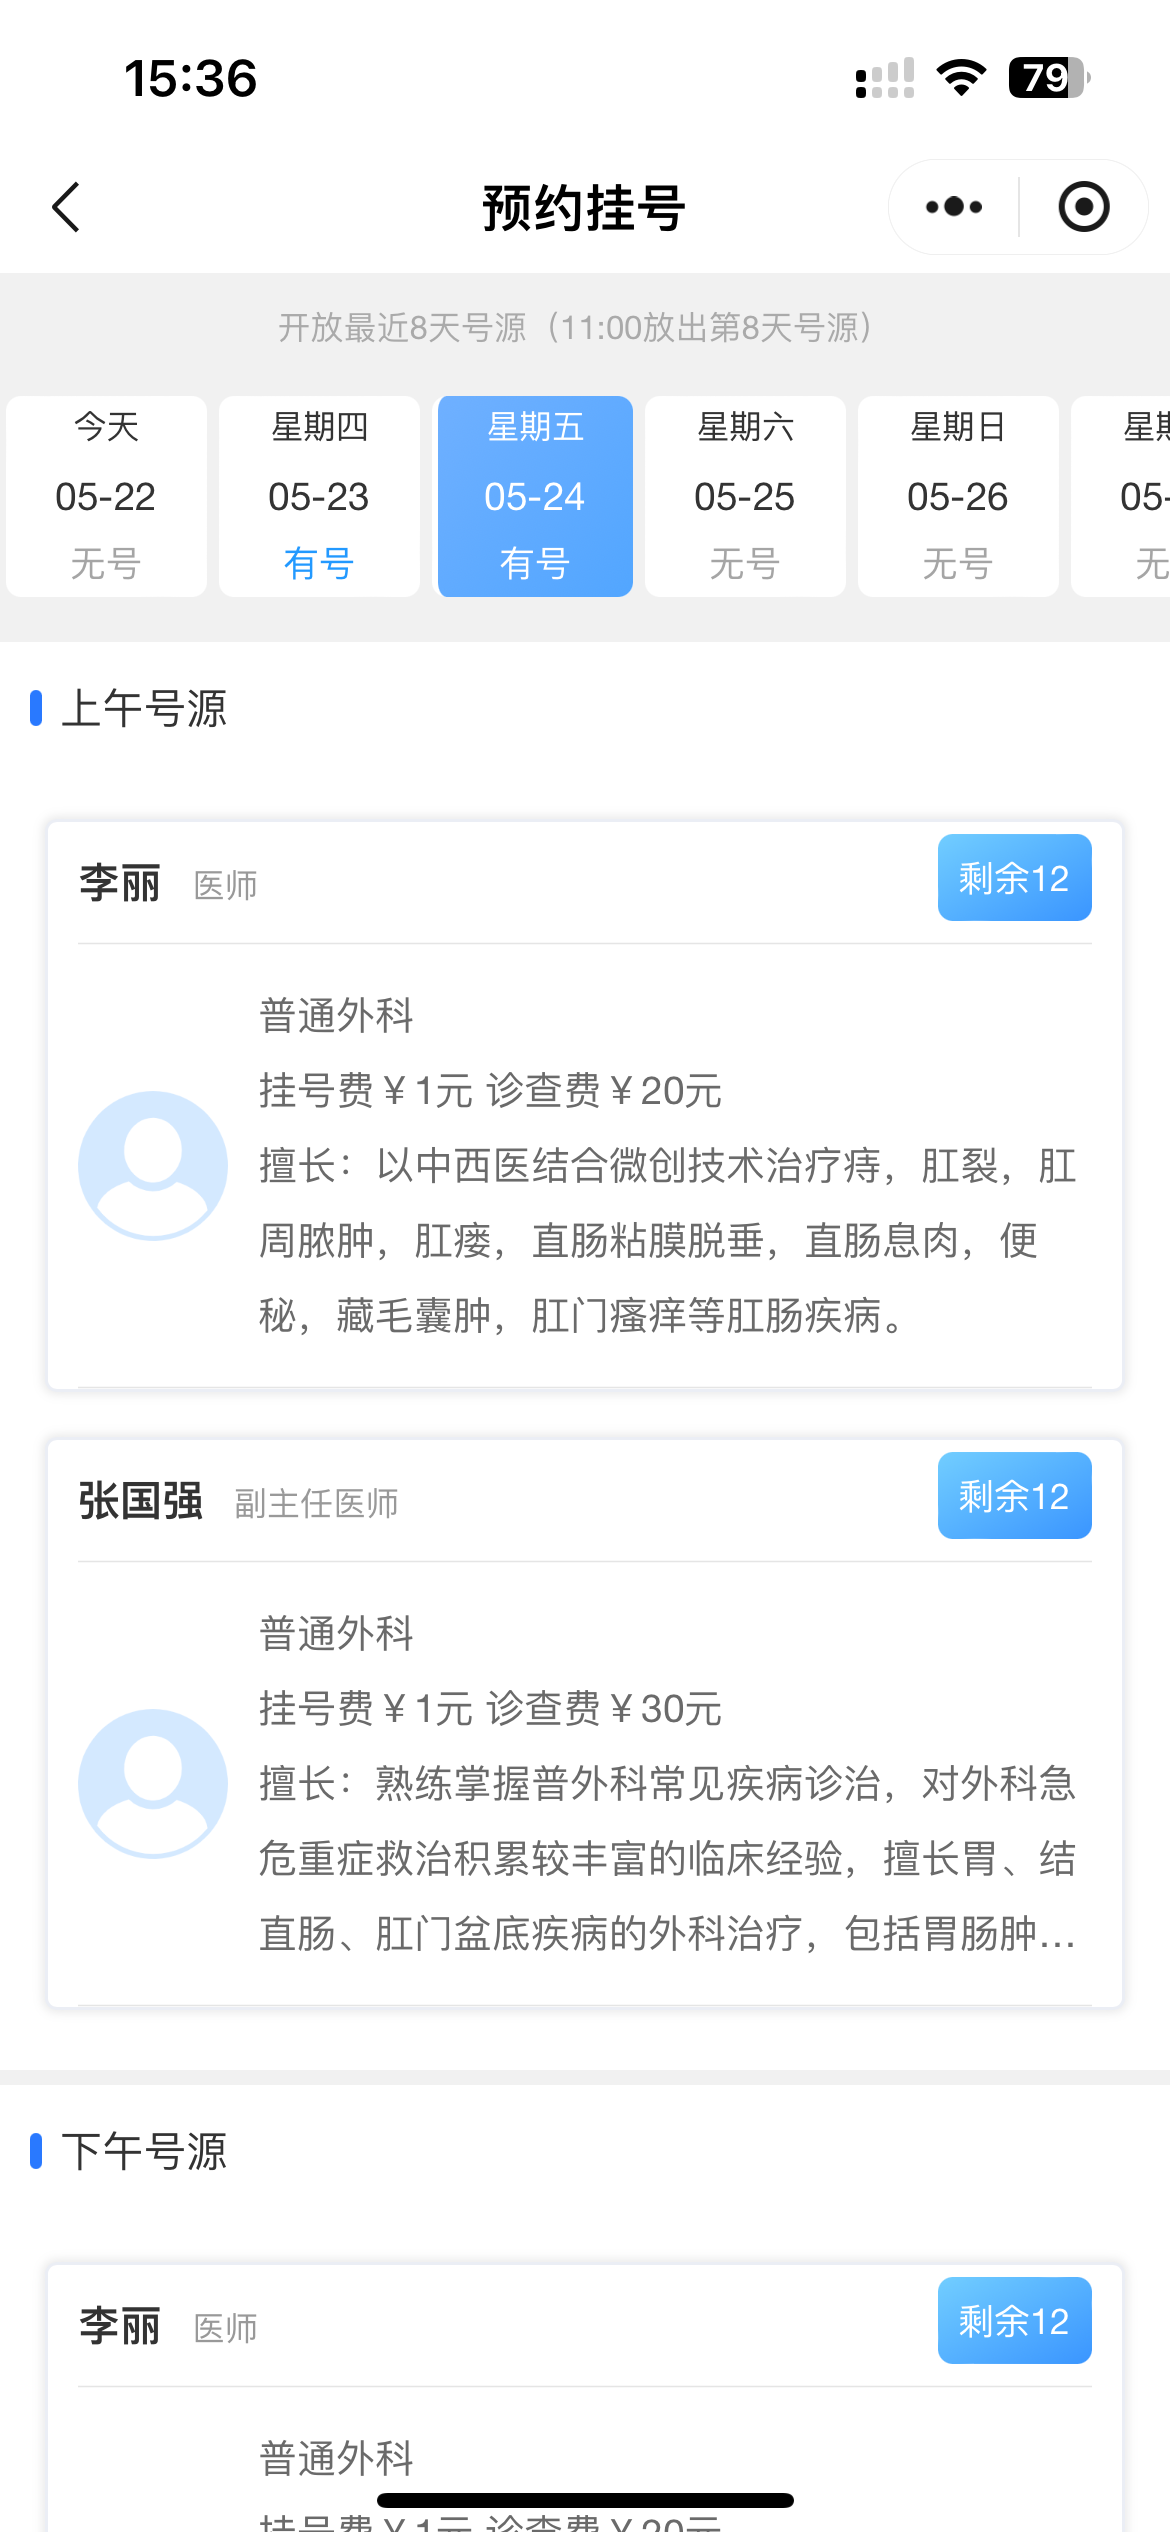 15:36
79
预约挂号
开放最近8天号源（11:00放出第8天号源）
今天 星期四 星期五 星期六 星期日
05-22 05-23 05-24 05-25 05-26 05-
无号 有号 有号 无号 无号 无
上午号源
李丽 医师 剩余12
普通外科
挂号费￥1元 诊查费￥20元
擅长：以中西医结合微创技术治疗痔，肛裂，肛
周脓肿，肛瘘，直肠粘膜脱垂，直肠息肉，便
秘，藏毛囊肿，肛门瘙痒等肛肠疾病。
张国强 副主任医师 剩余12
普通外科
挂号费￥1元 诊查费￥30元
擅长：熟练掌握普外科常见疾病诊治，对外科急
危重症救治积累较丰富的临床经验，擅长胃、结
直肠、肛门盆底疾病的外科治疗，包括胃肠肿...
下午号源
李丽 医师 剩余12
普通外科
挂号费￥1元 诊查费￥20元